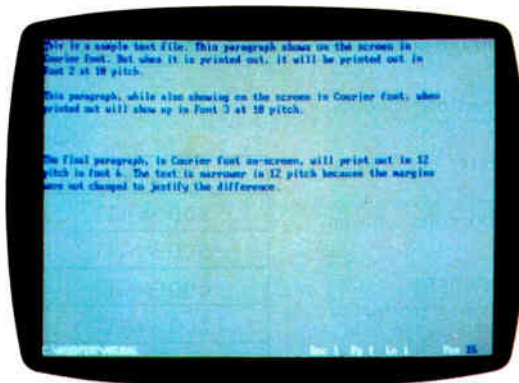 This is a sample text file. This paragraph shows on the screen in
Courier font. But when it is printed out, it will be printed out in
Font 2 at 10 pitch.
This paragraph, while also showing on the screen in Courier font, when
printed out will show up in Font 3 at 10 pitch.
The final paragraph, in Courier font on-screen, will print out in 12
pitch in font 6. The text is narrower in 12 pitch because the margins
were not changed to justify the difference.
Doc 1 Pg 1 Ln 1 Pos 15